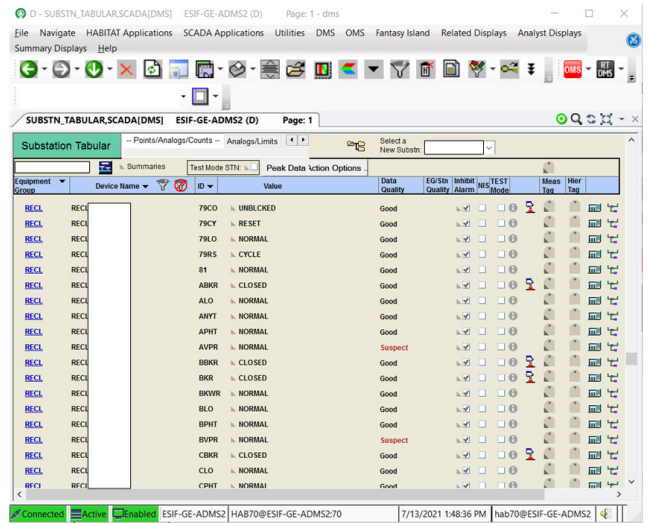 D - SUBSTN_TABULAR,SCADA[DMS] ESIF-GE-ADMS2 (D) Page: 1 - dms
File Navigate HABITAT Applications SCADA Applications Utilities DMS OMS Fantasy Island Related Displays Analyst Displays
Summary Displays Help
OMS RT DMS
SUBSTN_TABULAR,SCADA[DMS] ESIF-GE-ADMS2 (D) Page: 1
Substation Tabular -- Points/Analogs/Counts -- Analogs/Limits Select a New Substn:
Summaries Test Mode STN: Peak Data Action Options
Equipment Group Device Name ID Value Data Quality EG/Stn Quality Inhibit Alarm NIS TEST Mode Meas Tag Hier Tag
RECL RECL 79CO UNBLCKED Good
RECL RECL 79CY RESET Good
RECL RECL 79LO NORMAL Good
RECL RECL 79RS CYCLE Good
RECL RECL 81 NORMAL Good
RECL RECL ABKR CLOSED Good
RECL RECL ALO NORMAL Good
RECL RECL ANYT NORMAL Good
RECL RECL APHT NORMAL Good
RECL RECL AVPR NORMAL Suspect
RECL RECL BBKR CLOSED Good
RECL RECL BKR CLOSED Good
RECL RECL BKWR NORMAL Good
RECL RECL BLO NORMAL Good
RECL RECL BPHT NORMAL Good
RECL RECL BVPR NORMAL Suspect
RECL RECL CBKR CLOSED Good
RECL RECL CLO NORMAL Good
RECL RECL CPHT NORMAL Good
Connected Active Enabled ESIF-GE-ADMS2 HAB70@ESIF-GE-ADMS2:70 7/13/2021 1:48:36 PM hab70@ESIF-GE-ADMS2